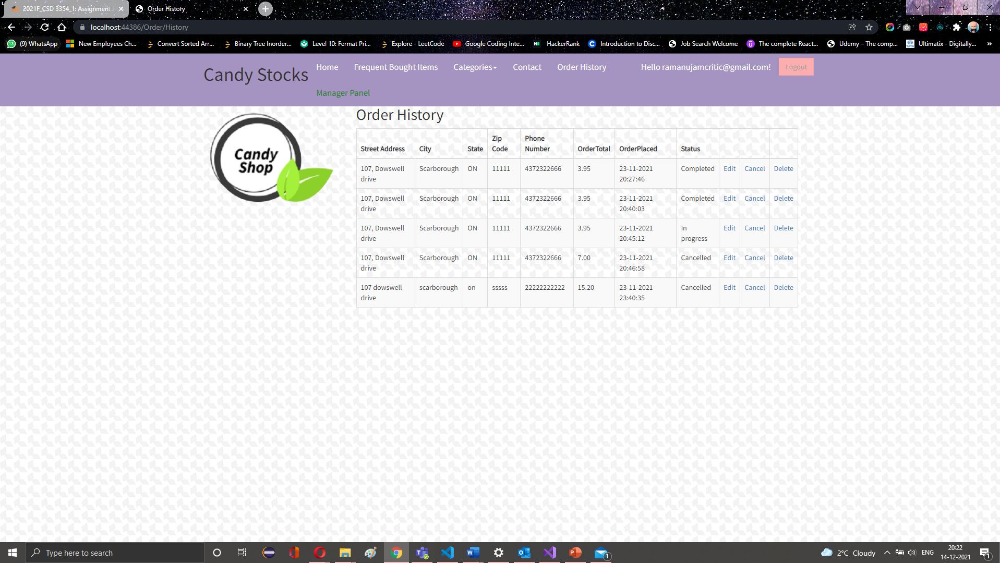 2021F_CSD 3354_1: Assignment
Order History
localhost:44386/Order/History
(9) WhatsApp
New Employees Ch...
Convert Sorted Arr...
Binary Tree Inorder...
Level 10: Fermat Pri...
Explore - LeetCode
Google Coding Inte...
HackerRank
Introduction to Disc...
Job Search Welcome
The complete React...
Udemy – The comp...
Ultimatix - Digitally...
Candy Stocks
Home
Frequent Bought Items
Categories
Contact
Order History
Hello ramanujamcritic@gmail.com!
Logout
Manager Panel
Candy
Shop
Order History
Street Address City State Zip Code Phone Number OrderTotal OrderPlaced Status
107, Dowswell drive Scarborough ON 11111 4372322666 3.95 23-11-2021 20:27:46 Completed Edit Cancel Delete
107, Dowswell drive Scarborough ON 11111 4372322666 3.95 23-11-2021 20:40:03 Completed Edit Cancel Delete
107, Dowswell drive Scarborough ON 11111 4372322666 3.95 23-11-2021 20:45:12 In progress Edit Cancel Delete
107, Dowswell drive Scarborough ON 11111 4372322666 7.00 23-11-2021 20:46:58 Cancelled Edit Cancel Delete
107 dowswell drive scarborough on sssss 22222222222 15.20 23-11-2021 23:40:35 Cancelled Edit Cancel Delete
Type here to search
2°C Cloudy
ENG
20:22
14-12-2021